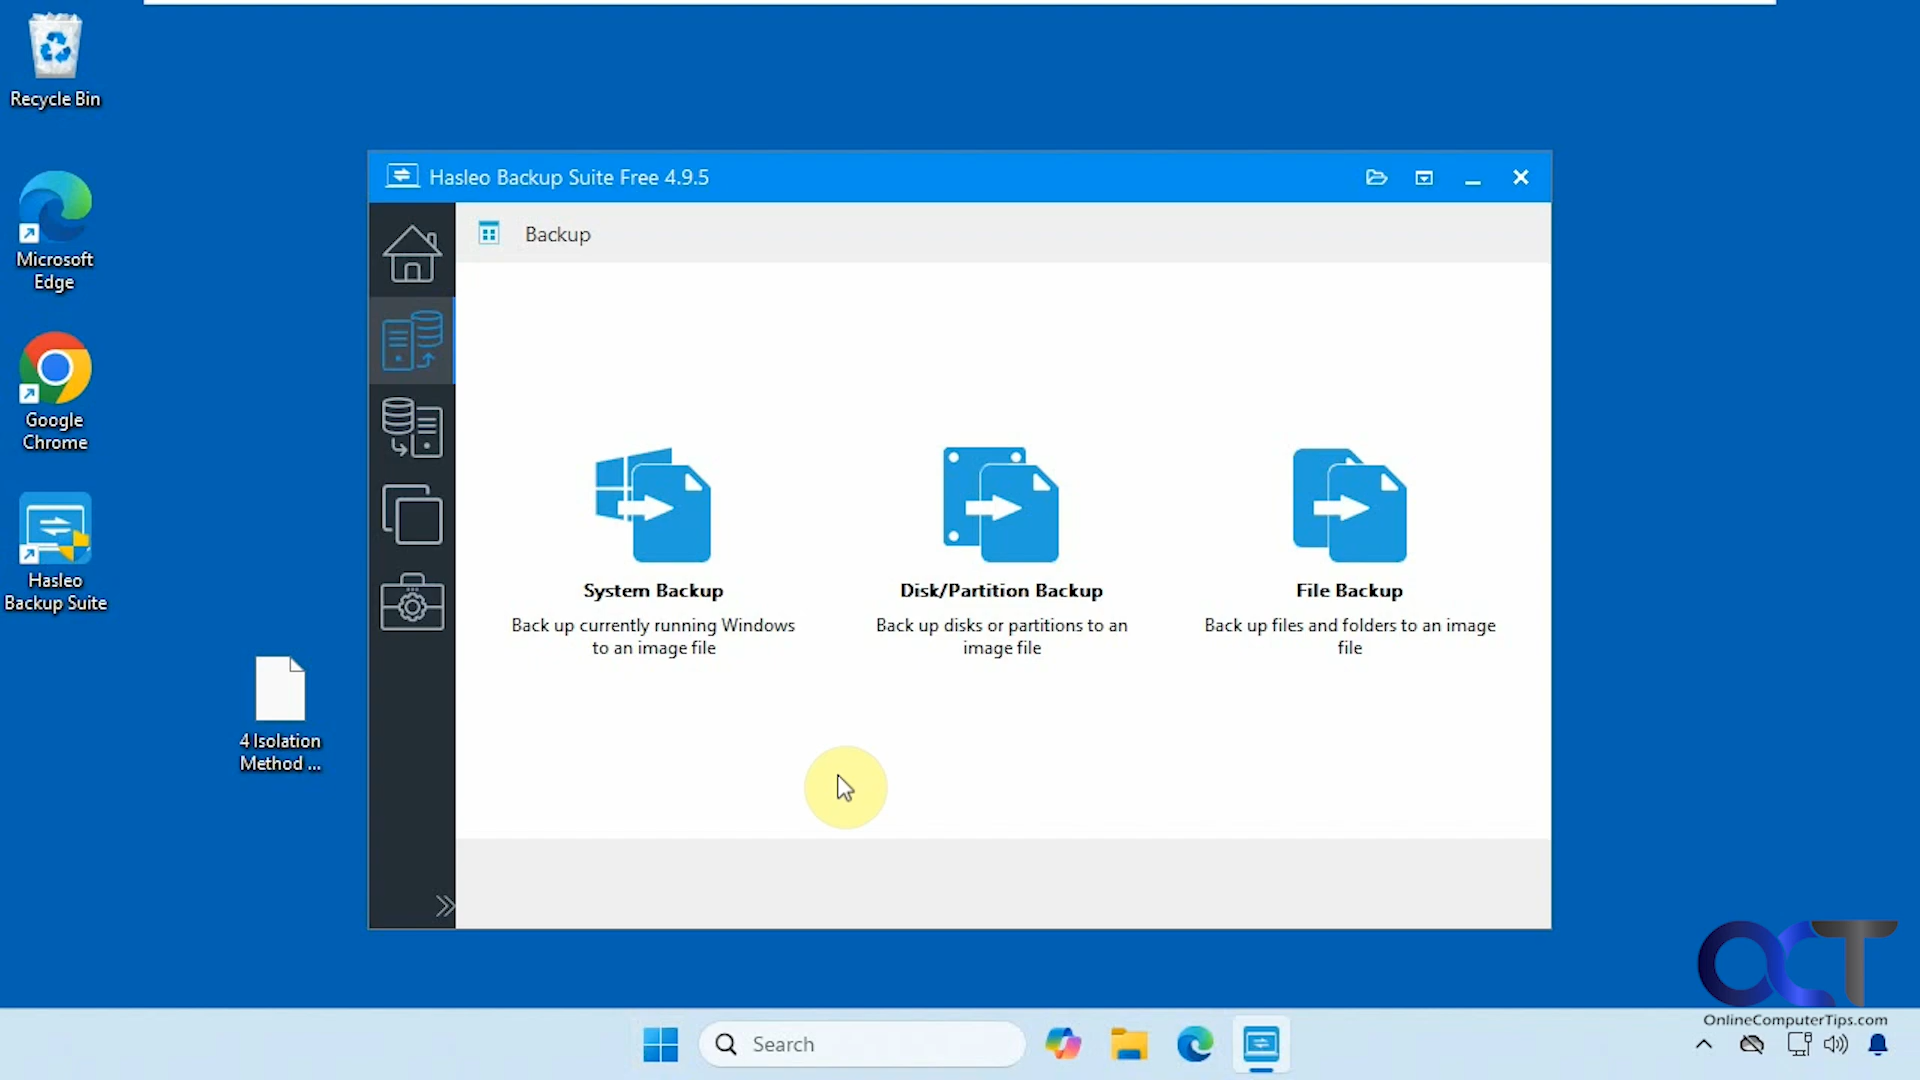 Recycle Bin
Microsoft
Edge
Google
Chrome
Hasleo
Backup Suite
4 Isolation
Method ...
Hasleo Backup Suite Free 4.9.5
Backup
System Backup
Back up currently running Windows
to an image file
Disk/Partition Backup
Back up disks or partitions to an
image file
File Backup
Back up files and folders to an image
file
OCT
OnlineComputerTips.com
Search